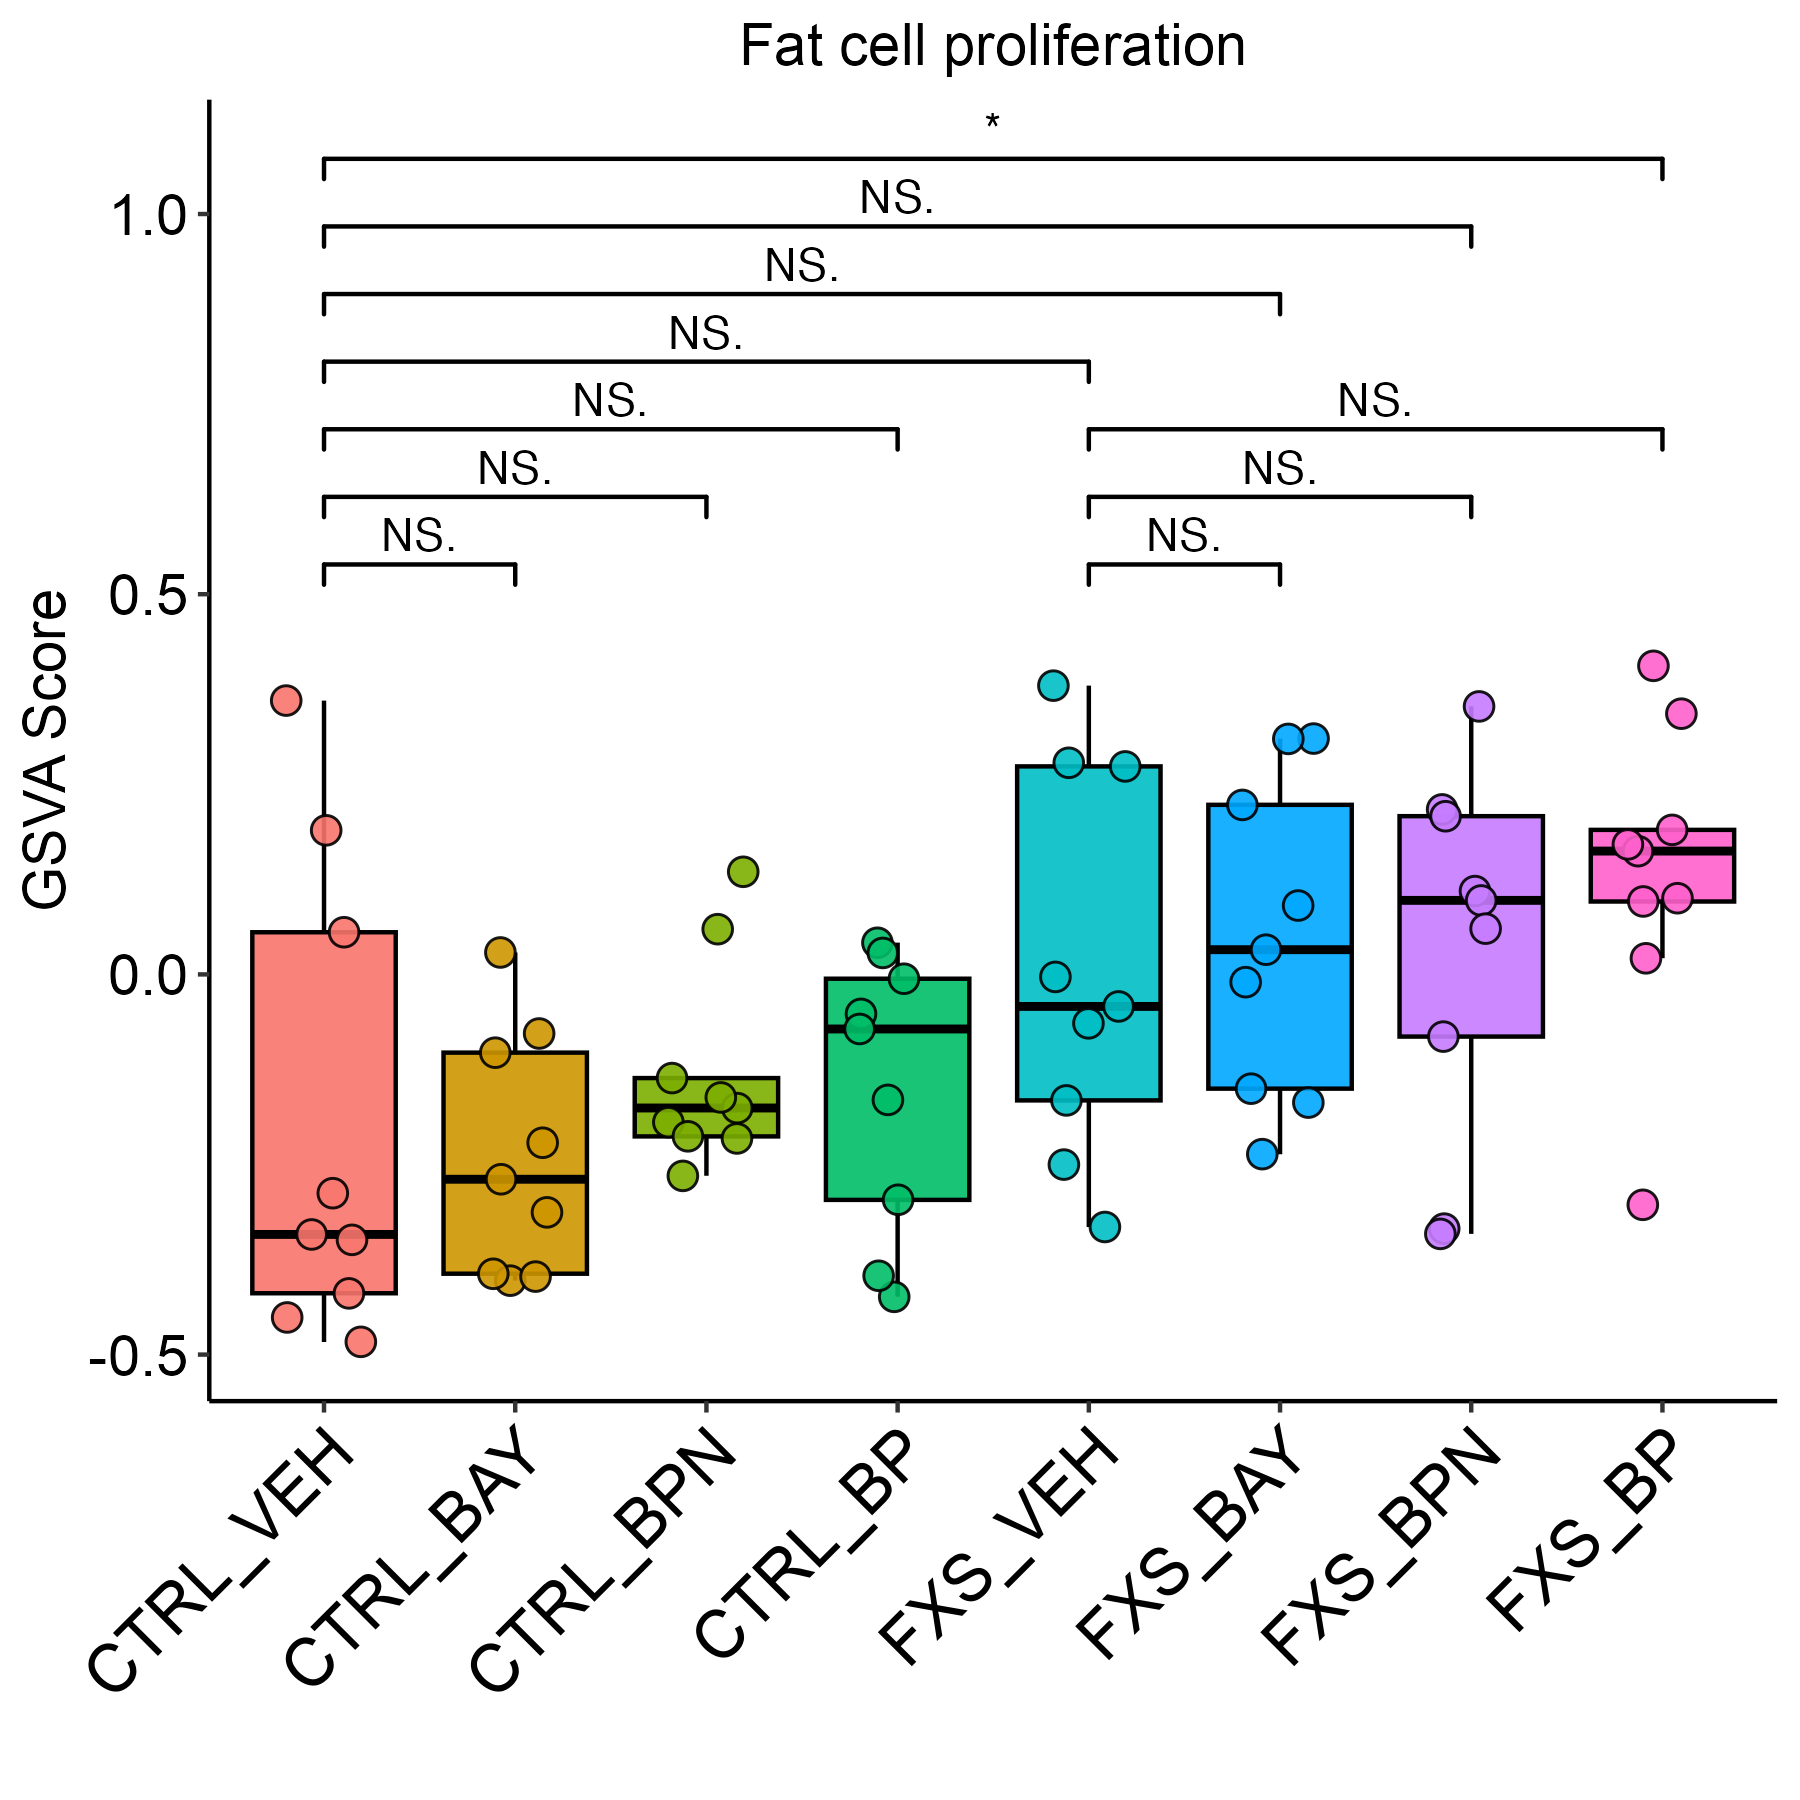 Fat cell proliferation
*
NS.
NS.
NS.
NS.
NS.
NS.
NS.
NS.
NS.
GSVA Score
1.0
0.5
0.0
-0.5
CTRL_VEH
CTRL_BAY
CTRL_BPN
CTRL_BP
FXS_VEH
FXS_BAY
FXS_BPN
FXS_BP